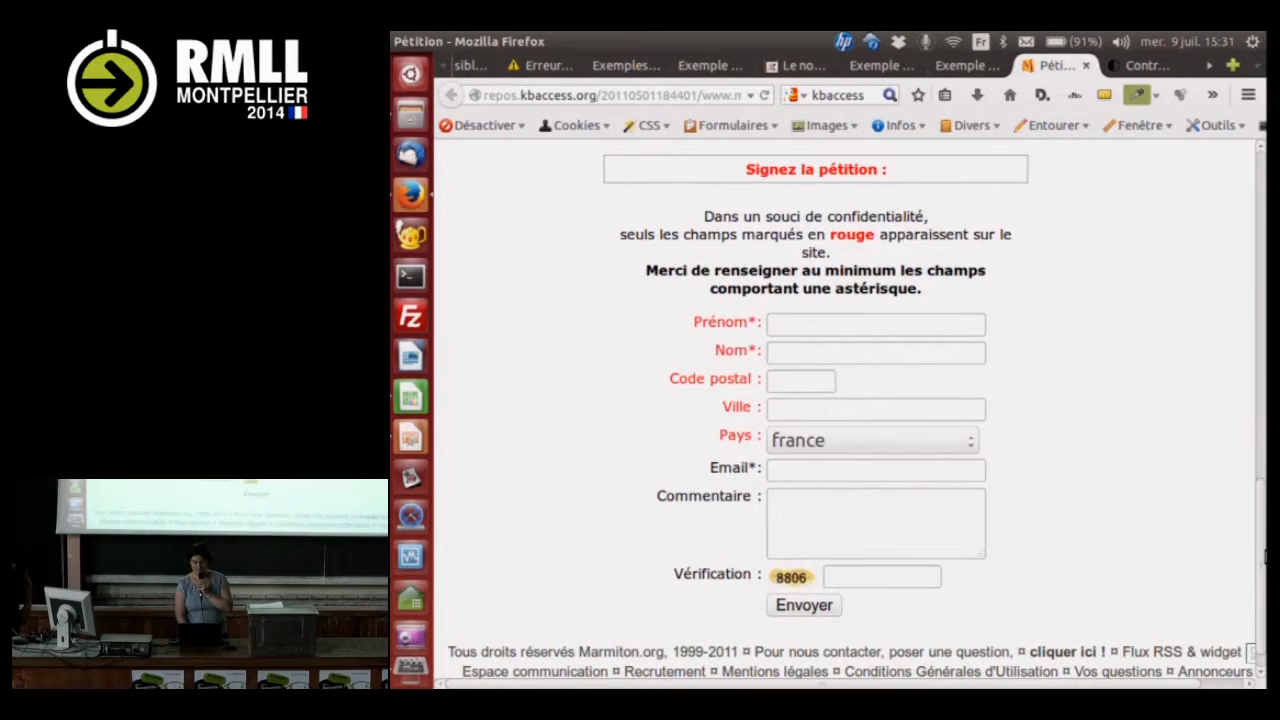 RMLL
MONTPELLIER
2014
Pétition - Mozilla Firefox
hp
Fr
(91%)
mer. 9 juil. 15:31
sibl...
Erreur...
Exemples...
Exemple ...
Le no...
Exemple ...
Exemple ...
Péti...
Contr...
repos.kbaccess.org/20110501184401/www.m
kbaccess
D.
Désactiver
Cookies
CSS
Formulaires
Images
Infos
Divers
Entourer
Fenêtre
Outils
Signez la pétition :
Dans un souci de confidentialité,
seuls les champs marqués en rouge apparaissent sur le
site.
Merci de renseigner au minimum les champs
comportant une astérisque.
Prénom*:
Nom*:
Code postal :
Ville :
Pays : france
Email*:
Commentaire :
Vérification : 8806
Envoyer
Tous droits réservés Marmiton.org, 1999-2011 ¤ Pour nous contacter, poser une question, ¤ cliquer ici ! ¤ Flux RSS & widget
Espace communication ¤ Recrutement ¤ Mentions légales ¤ Conditions Générales d'Utilisation ¤ Vos questions ¤ Annonceurs
Fz
Envoyer